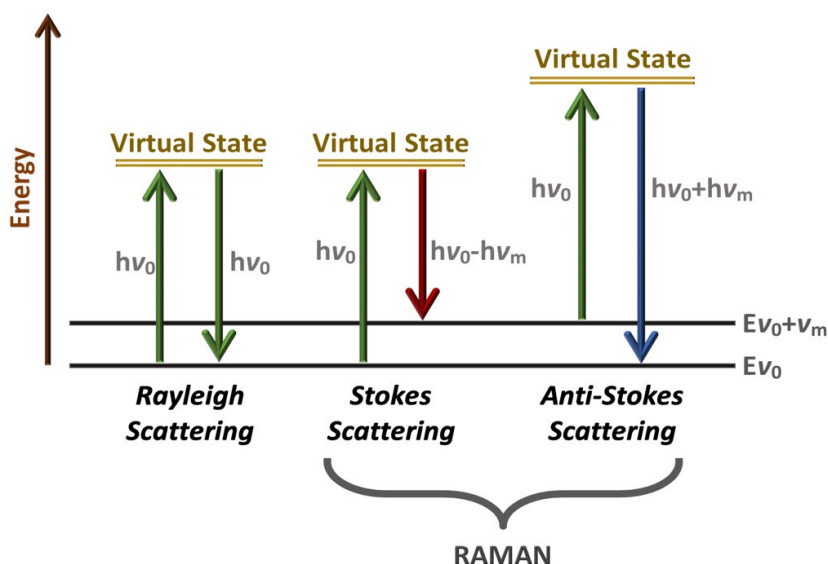 Energy
Virtual State
Virtual State
Virtual State
hν₀
hν₀
hν₀
hν₀-hνₘ
hν₀
hν₀+hνₘ
Eν₀+νₘ
Eν₀
Rayleigh
Scattering
Stokes
Scattering
Anti-Stokes
Scattering
RAMAN